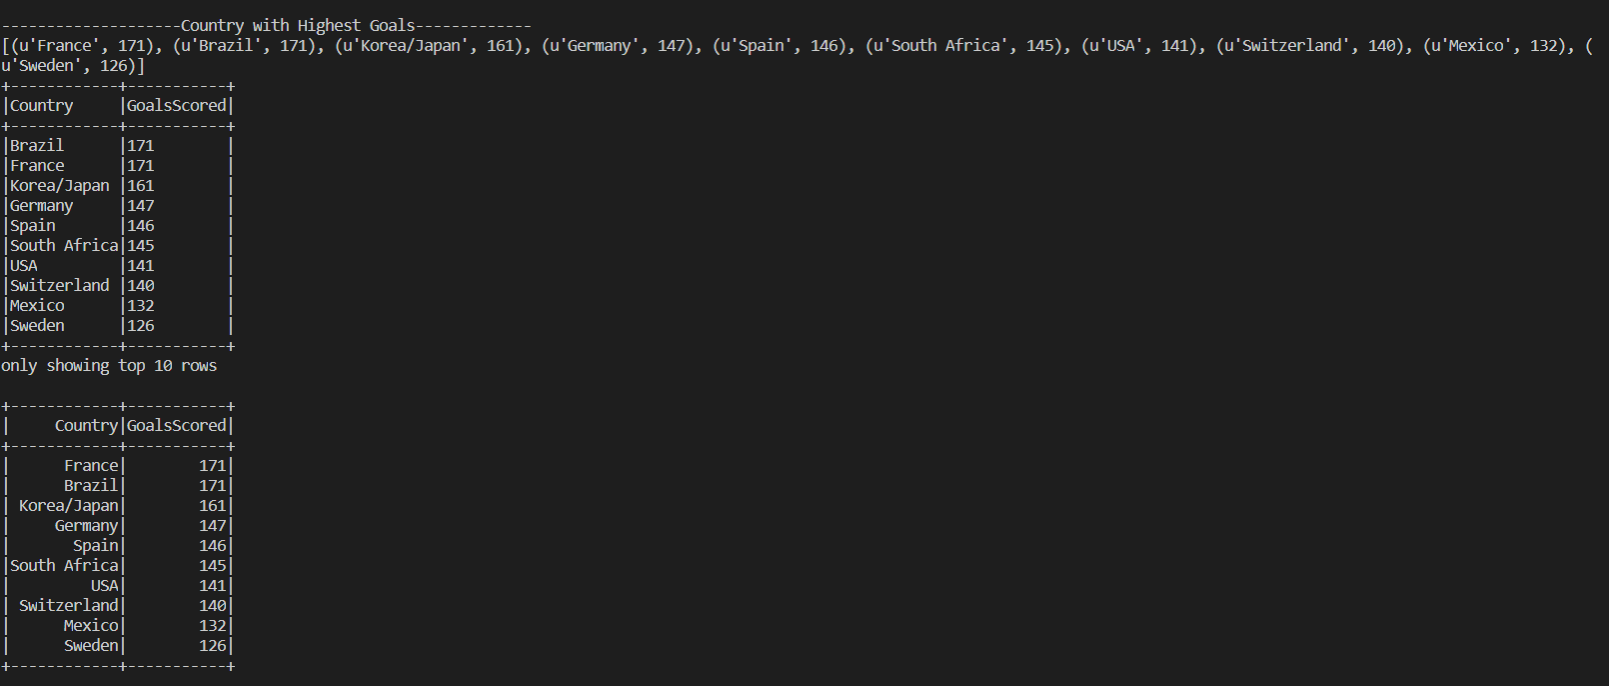 --------------------Country with Highest Goals-------------
[(u'France', 171), (u'Brazil', 171), (u'Korea/Japan', 161), (u'Germany', 147), (u'Spain', 146), (u'South Africa', 145), (u'USA', 141), (u'Switzerland', 140), (u'Mexico', 132), (
u'Sweden', 126)]
+------------+-----------+
|Country     |GoalsScored|
+------------+-----------+
|Brazil      |171        |
|France      |171        |
|Korea/Japan |161        |
|Germany     |147        |
|Spain       |146        |
|South Africa|145        |
|USA         |141        |
|Switzerland |140        |
|Mexico      |132        |
|Sweden      |126        |
+------------+-----------+
only showing top 10 rows

+------------+-----------+
|     Country|GoalsScored|
+------------+-----------+
|      France|        171|
|      Brazil|        171|
| Korea/Japan|        161|
|     Germany|        147|
|       Spain|        146|
|South Africa|        145|
|         USA|        141|
| Switzerland|        140|
|      Mexico|        132|
|      Sweden|        126|
+------------+-----------+